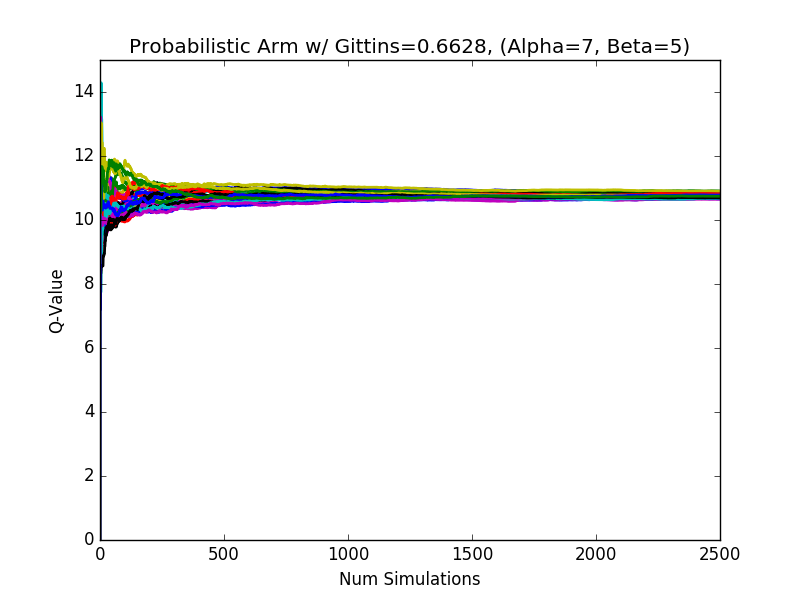 Probabilistic Arm w/ Gittins=0.6628, (Alpha=7, Beta=5)
14
12
10
8
6
4
2
0
Q-Value
0 500 1000 1500 2000 2500
Num Simulations